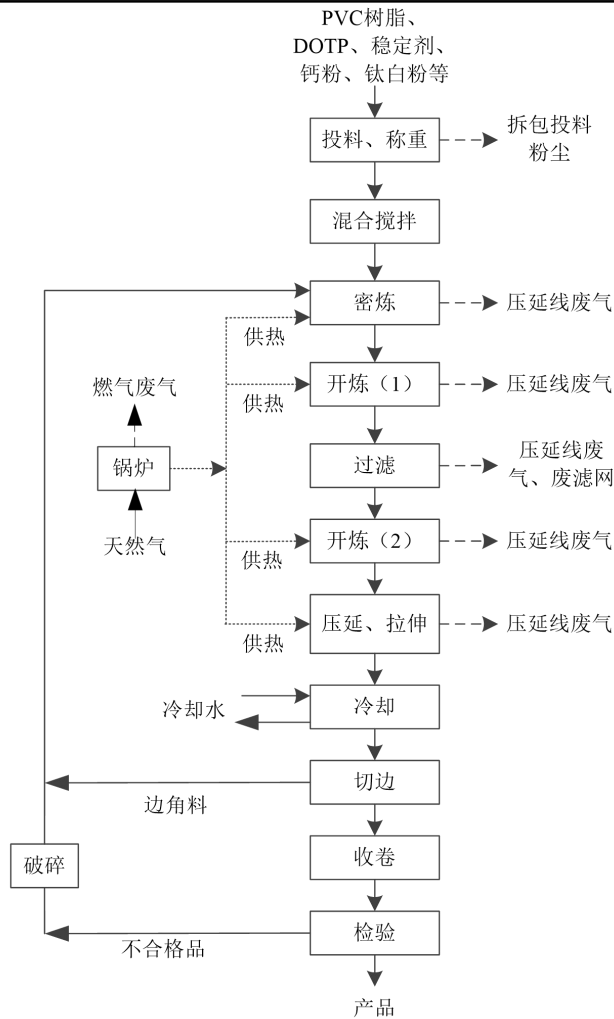 PVC树脂、
DOTP、稳定剂、
钙粉、钛白粉等
投料、称重
拆包投料
粉尘
混合搅拌
密炼
压延线废气
供热
开炼（1）
压延线废气
供热
燃气废气
锅炉
天然气
过滤
压延线废
气、废滤网
开炼（2）
压延线废气
供热
压延、拉伸
压延线废气
供热
冷却水
冷却
切边
边角料
破碎
收卷
检验
不合格品
产品